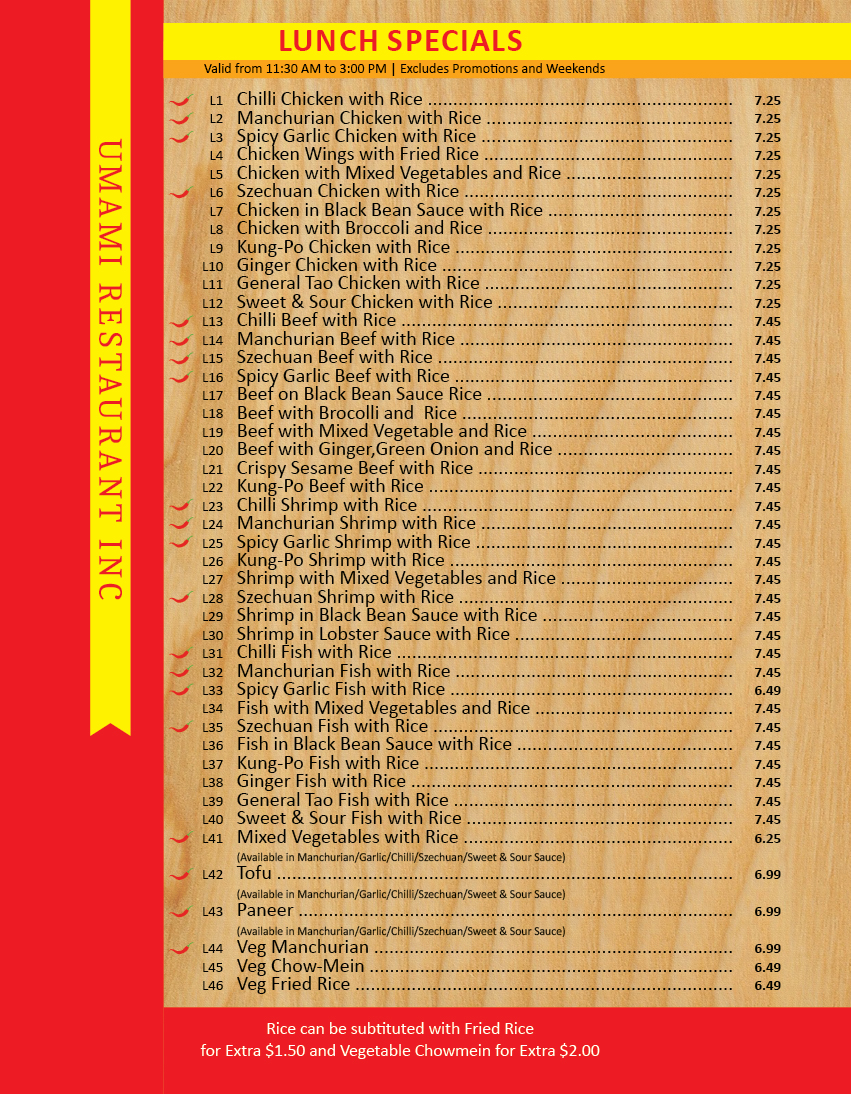 LUNCH SPECIALS
Valid from 11:30 AM to 3:00 PM | Excludes Promotions and Weekends
UMAMI RESTAURANT INC
L1 Chilli Chicken with Rice ............................................................. 7.25
L2 Manchurian Chicken with Rice ................................................. 7.25
L3 Spicy Garlic Chicken with Rice .................................................. 7.25
L4 Chicken Wings with Fried Rice .................................................. 7.25
L5 Chicken with Mixed Vegetables and Rice ................................. 7.25
L6 Szechuan Chicken with Rice ...................................................... 7.25
L7 Chicken in Black Bean Sauce with Rice ..................................... 7.25
L8 Chicken with Broccoli and Rice ................................................. 7.25
L9 Kung-Po Chicken with Rice ........................................................ 7.25
L10 Ginger Chicken with Rice .......................................................... 7.25
L11 General Tao Chicken with Rice .................................................. 7.25
L12 Sweet & Sour Chicken with Rice ............................................... 7.25
L13 Chilli Beef with Rice .................................................................. 7.45
L14 Manchurian Beef with Rice ....................................................... 7.45
L15 Szechuan Beef with Rice ........................................................... 7.45
L16 Spicy Garlic Beef with Rice ........................................................ 7.45
L17 Beef on Black Bean Sauce Rice .................................................. 7.45
L18 Beef with Brocolli and Rice ...................................................... 7.45
L19 Beef with Mixed Vegetable and Rice ........................................ 7.45
L20 Beef with Ginger,Green Onion and Rice ................................... 7.45
L21 Crispy Sesame Beef with Rice ................................................... 7.45
L22 Kung-Po Beef with Rice ............................................................. 7.45
L23 Chilli Shrimp with Rice .............................................................. 7.45
L24 Manchurian Shrimp with Rice .................................................. 7.45
L25 Spicy Garlic Shrimp with Rice ................................................... 7.45
L26 Kung-Po Shrimp with Rice ......................................................... 7.45
L27 Shrimp with Mixed Vegetables and Rice .................................. 7.45
L28 Szechuan Shrimp with Rice ....................................................... 7.45
L29 Shrimp in Black Bean Sauce with Rice ...................................... 7.45
L30 Shrimp in Lobster Sauce with Rice ............................................ 7.45
L31 Chilli Fish with Rice ................................................................... 7.45
L32 Manchurian Fish with Rice ........................................................ 7.45
L33 Spicy Garlic Fish with Rice ......................................................... 6.49
L34 Fish with Mixed Vegetables and Rice ........................................ 7.45
L35 Szechuan Fish with Rice ............................................................ 7.45
L36 Fish in Black Bean Sauce with Rice ........................................... 7.45
L37 Kung-Po Fish with Rice .............................................................. 7.45
L38 Ginger Fish with Rice ................................................................ 7.45
L39 General Tao Fish with Rice ........................................................ 7.45
L40 Sweet & Sour Fish with Rice ...................................................... 7.45
L41 Mixed Vegetables with Rice ...................................................... 6.25
(Available in Manchurian/Garlic/Chilli/Szechuan/Sweet & Sour Sauce)
L42 Tofu ........................................................................................... 6.99
(Available in Manchurian/Garlic/Chilli/Szechuan/Sweet & Sour Sauce)
L43 Paneer ....................................................................................... 6.99
(Available in Manchurian/Garlic/Chilli/Szechuan/Sweet & Sour Sauce)
L44 Veg Manchurian ........................................................................ 6.99
L45 Veg Chow-Mein ......................................................................... 6.49
L46 Veg Fried Rice ........................................................................... 6.49
Rice can be subtituted with Fried Rice
for Extra $1.50 and Vegetable Chowmein for Extra $2.00